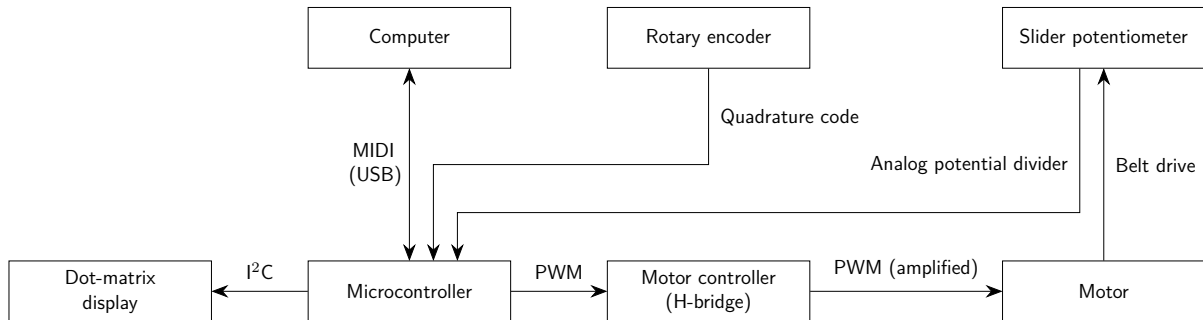 Computer
Rotary encoder
Slider potentiometer
Quadrature code
MIDI
(USB)
Analog potential divider
Belt drive
Dot-matrix
display
I²C
Microcontroller
PWM
Motor controller
(H-bridge)
PWM (amplified)
Motor